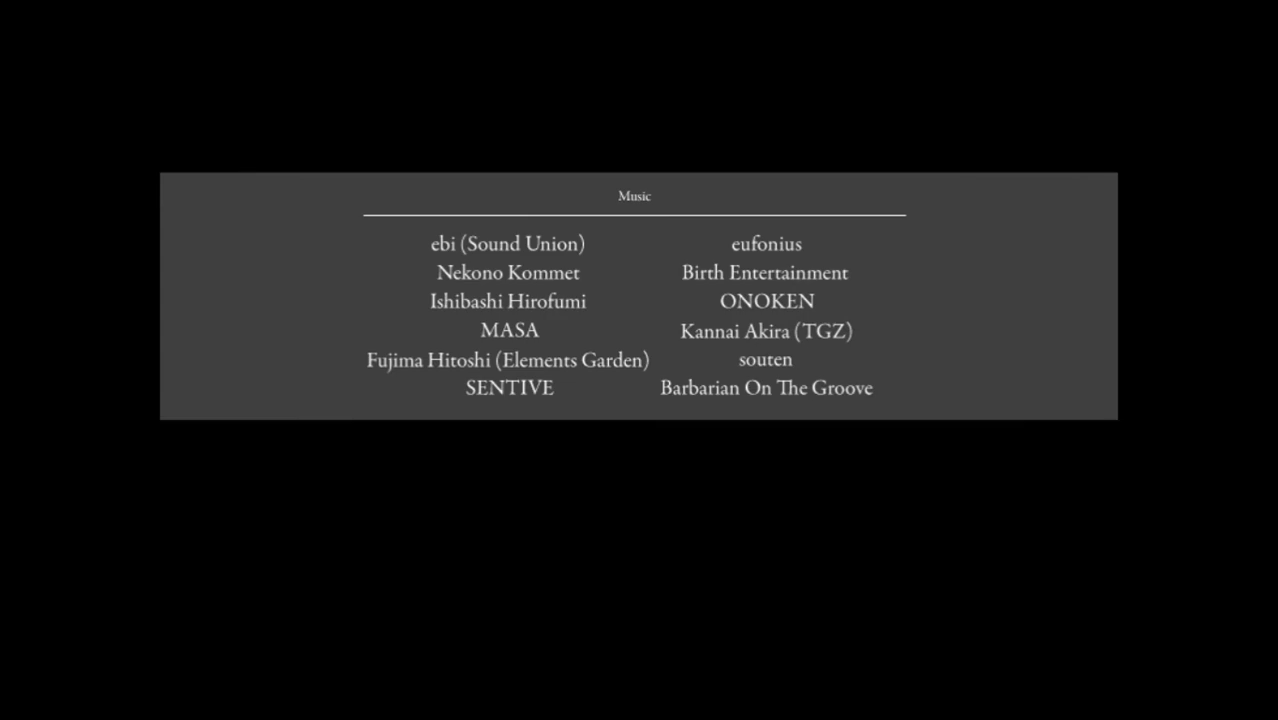 Music
ebi (Sound Union)
eufonius
Nekono Kommet
Birth Entertainment
Ishibashi Hirofumi
ONOKEN
MASA
Kannai Akira (TGZ)
Fujima Hitoshi (Elements Garden)
souten
SENTIVE
Barbarian On The Groove